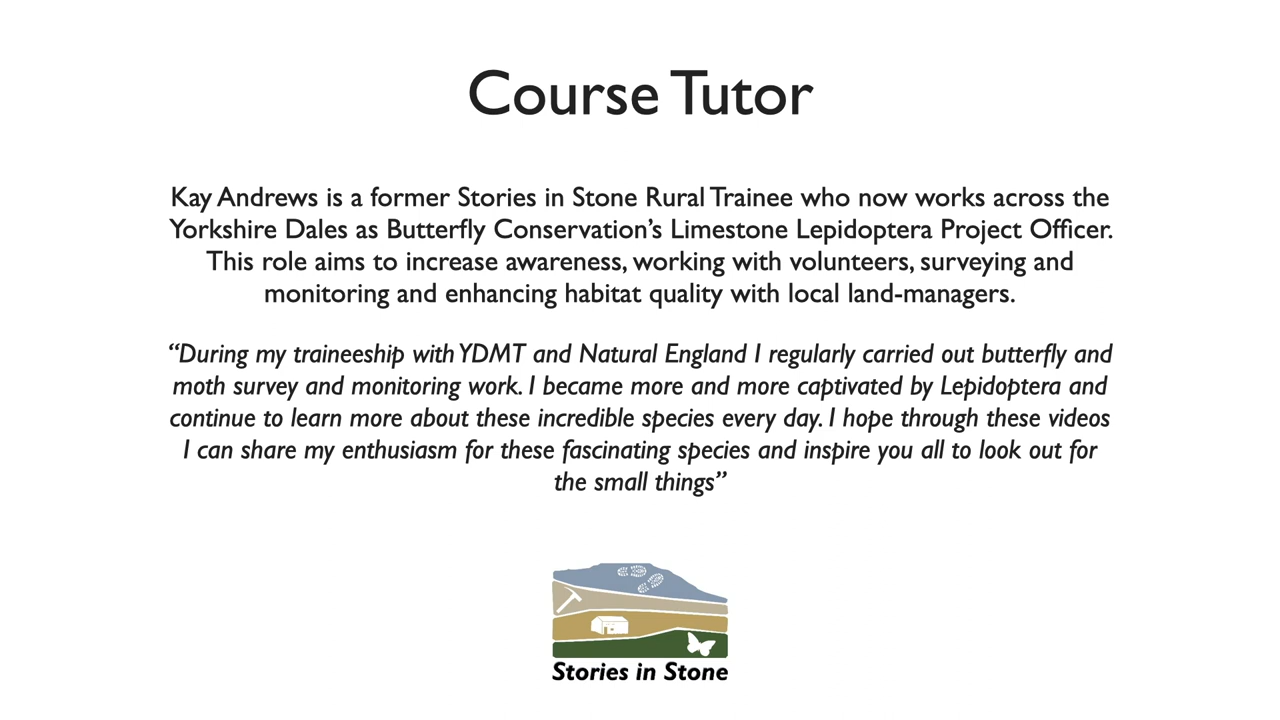 Course Tutor
Kay Andrews is a former Stories in Stone Rural Trainee who now works across the
Yorkshire Dales as Butterfly Conservation’s Limestone Lepidoptera Project Officer.
This role aims to increase awareness, working with volunteers, surveying and
monitoring and enhancing habitat quality with local land-managers.
“During my traineeship with YDMT and Natural England I regularly carried out butterfly and
moth survey and monitoring work. I became more and more captivated by Lepidoptera and
continue to learn more about these incredible species every day. I hope through these videos
I can share my enthusiasm for these fascinating species and inspire you all to look out for
the small things”
Stories in Stone